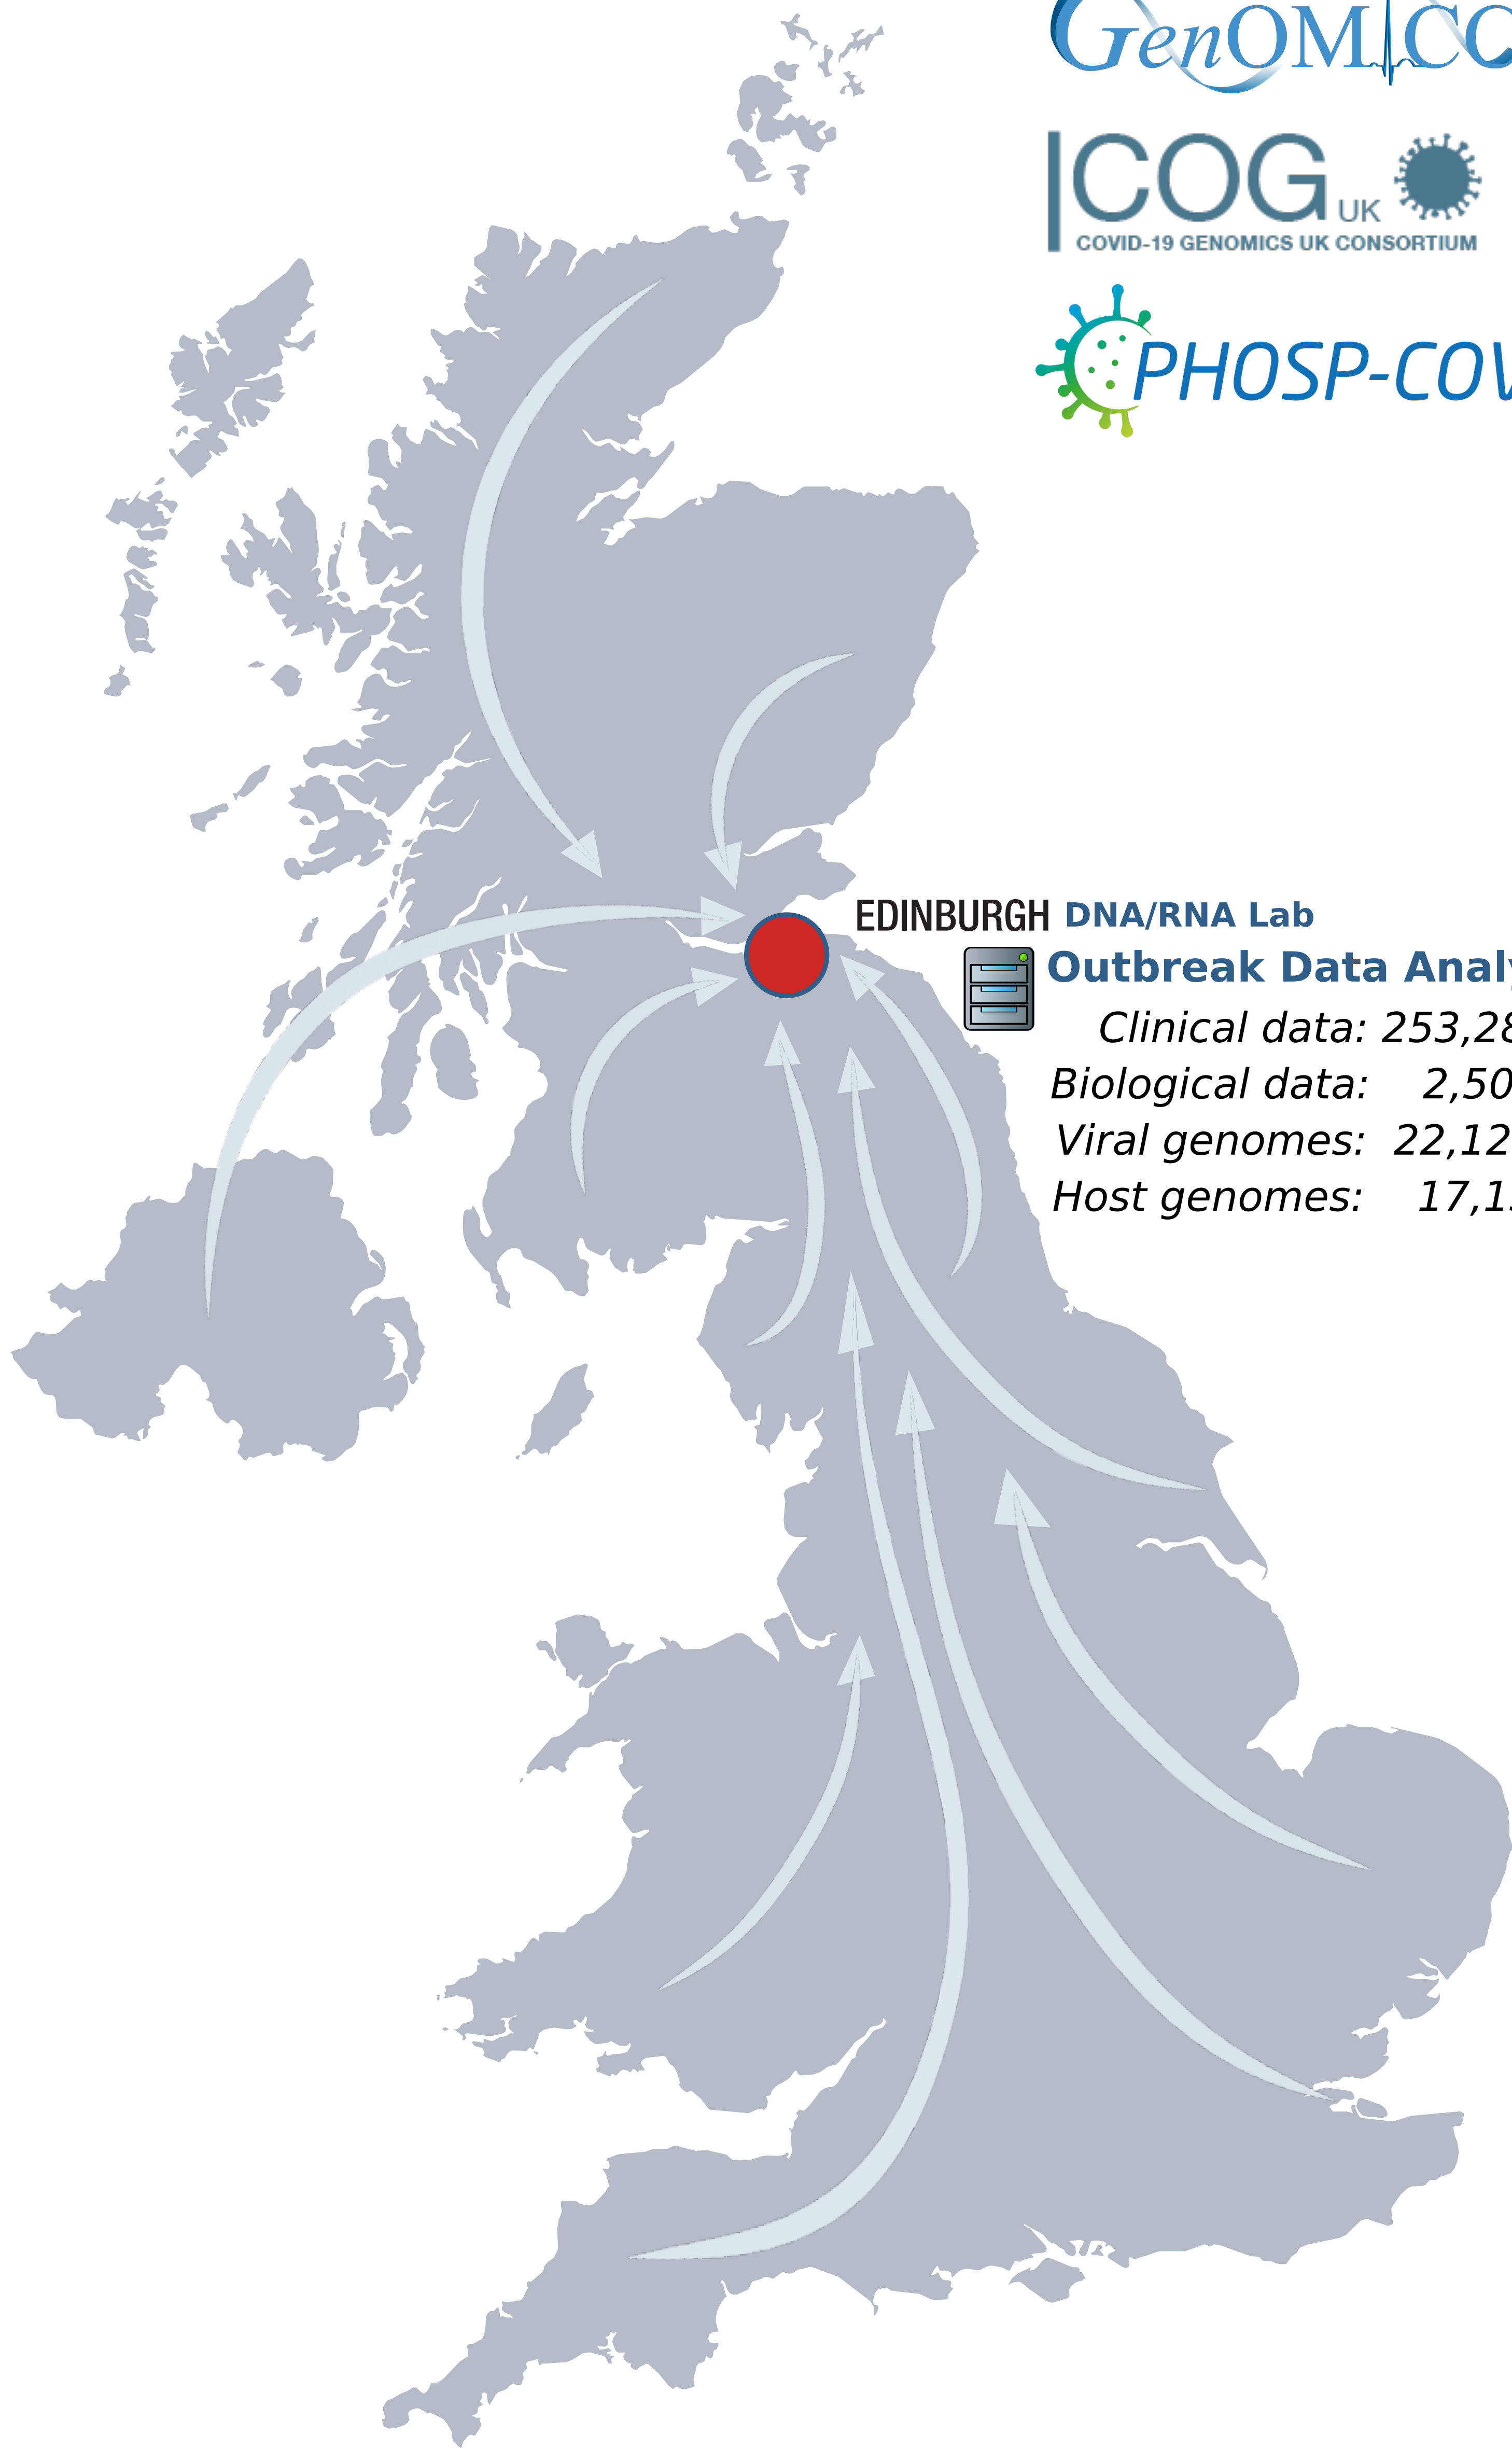 GenOMICC
COG UK
COVID-19 GENOMICS UK CONSORTIUM
PHOSP-COV
EDINBURGH DNA/RNA Lab
Outbreak Data Analy
Clinical data: 253,28
Biological data: 2,50
Viral genomes: 22,12
Host genomes: 17,1